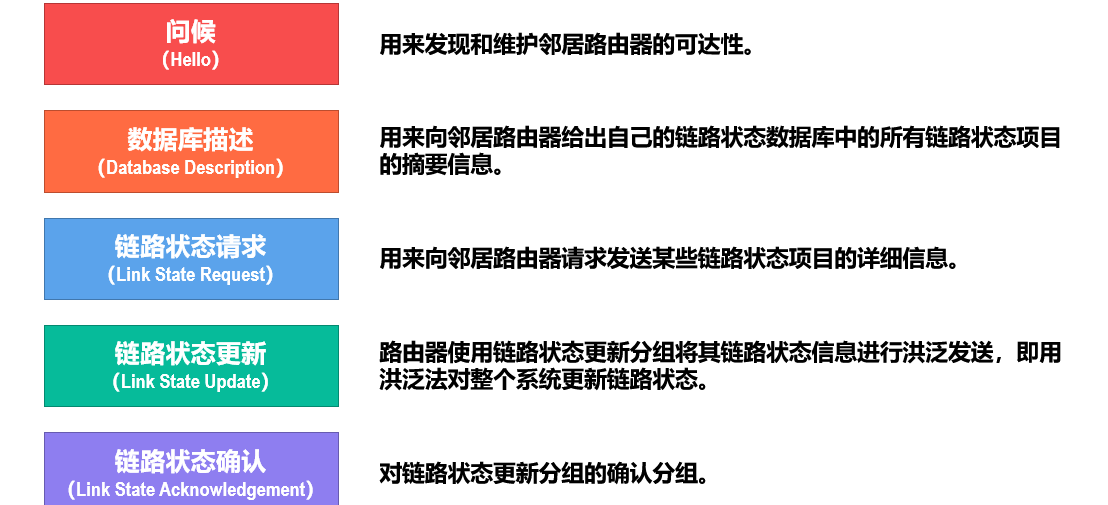 问候
（Hello）
用来发现和维护邻居路由器的可达性。
数据库描述
（Database Description）
用来向邻居路由器给出自己的链路状态数据库中的所有链路状态项目
的摘要信息。
链路状态请求
（Link State Request）
用来向邻居路由器请求发送某些链路状态项目的详细信息。
链路状态更新
（Link State Update）
路由器使用链路状态更新分组将其链路状态信息进行洪泛发送，即用
洪泛法对整个系统更新链路状态。
链路状态确认
（Link State Acknowledgement）
对链路状态更新分组的确认分组。